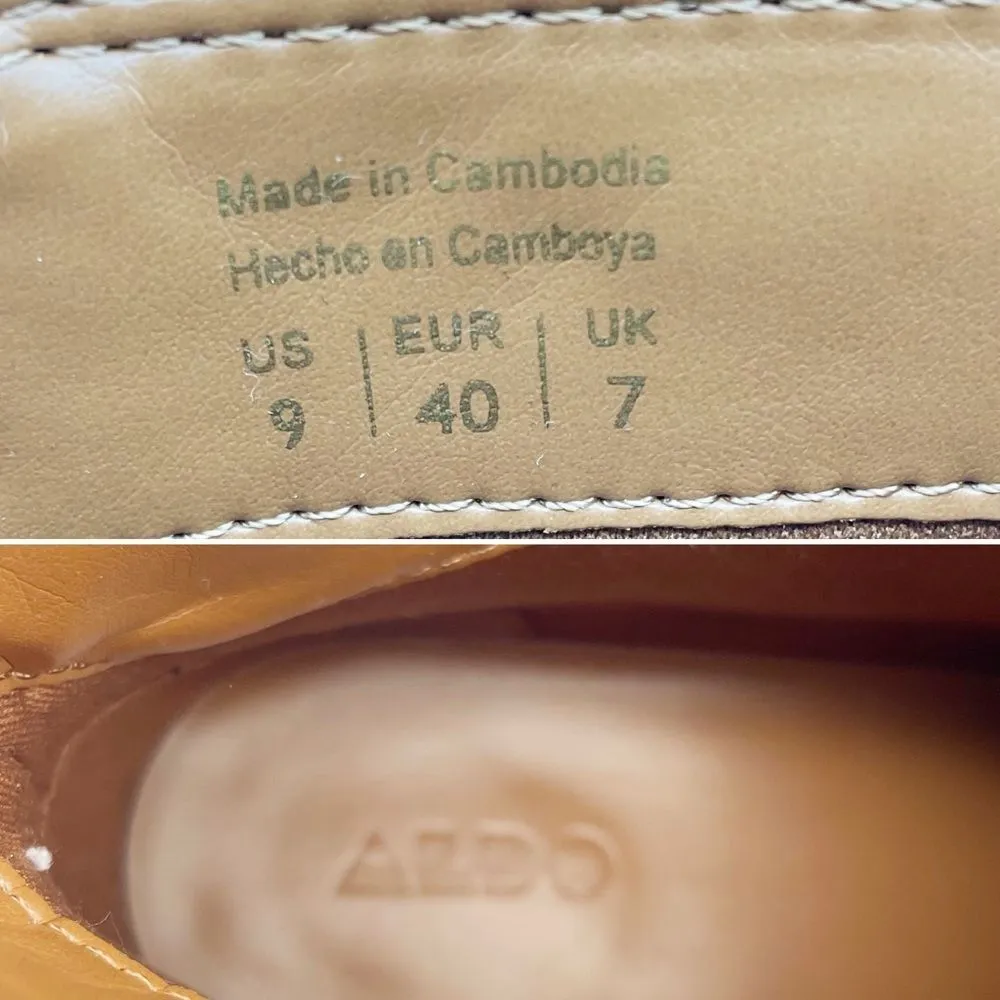 Made in Cambodia
Hecho en Camboya
US | EUR | UK
9 | 40 | 7
ALDO